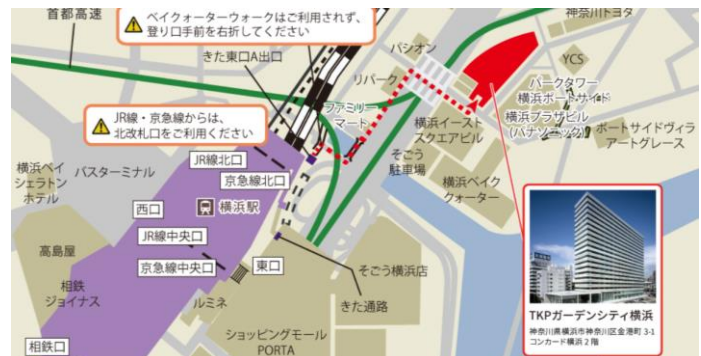 首都高速
ベイクォーターウォークはご利用されず、
登り口手前を右折してください
神奈川トヨタ
きた東口A出口
パシオン
YCS
リパーク
パークタワー
横浜ポートサイド
ファミリー
マート
JR線・京急線からは、
北改札口をご利用ください
横浜イースト
スクエアビル
横浜プラザビル
(パナソニック)
ポートサイドヴィラ
アートグレース
JR線北口
そごう
駐車場
横浜ベイ
シェラトン
ホテル
バスターミナル
京急線北口
横浜ベイク
クォーター
西口
横浜駅
JR線中央口
高島屋
京急線中央口
東口
そごう横浜店
相鉄
ジョイナス
ルミネ
きた通路
TKPガーデンシティ横浜
神奈川県横浜市神奈川区金港町 3-1
コンカード横浜 2 階
ショッピングモール
PORTA
相鉄口